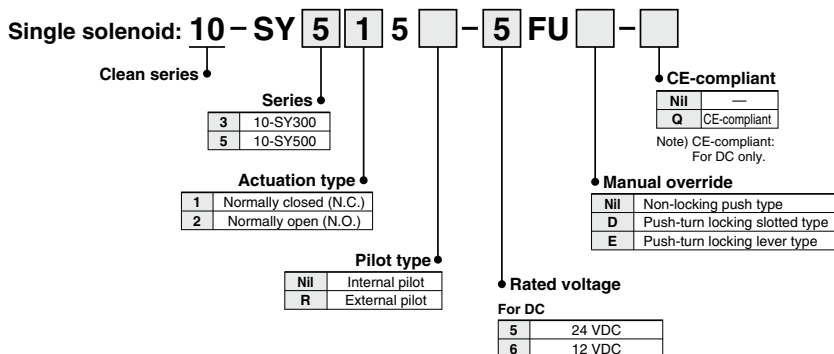 Single solenoid: 10 – SY 5 1 5 – 5 FU –
Clean series
Series
3 10-SY300
5 10-SY500
Actuation type
1 Normally closed (N.C.)
2 Normally open (N.O.)
Pilot type
Nil Internal pilot
R External pilot
Rated voltage
For DC
5 24 VDC
6 12 VDC
Manual override
Nil Non-locking push type
D Push-turn locking slotted type
E Push-turn locking lever type
CE-compliant
Nil —
Q CE-compliant
Note) CE-compliant:
For DC only.